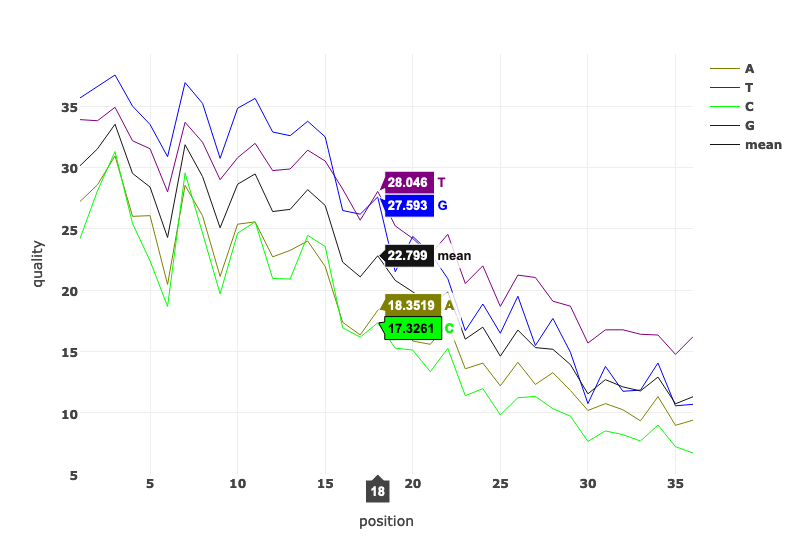 A
T
C
G
mean
35
30
25
20
15
10
5
quality
28.046 T
27.593 G
22.799 mean
18.3519 A
17.3261 C
5 10 15 20 25 30 35
18
position